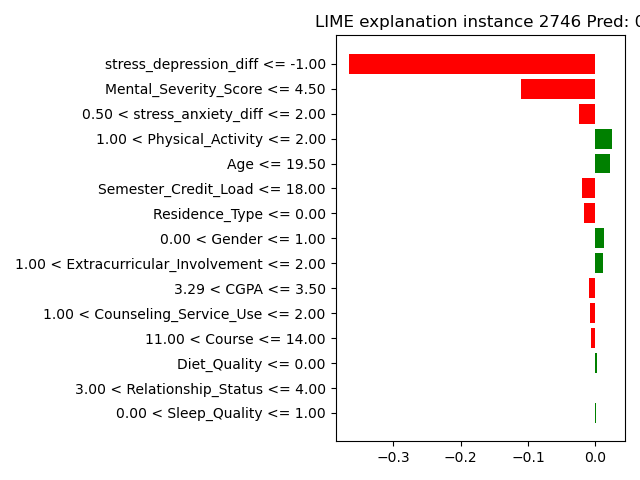 LIME explanation instance 2746 Pred: 0
stress_depression_diff <= -1.00
Mental_Severity_Score <= 4.50
0.50 < stress_anxiety_diff <= 2.00
1.00 < Physical_Activity <= 2.00
Age <= 19.50
Semester_Credit_Load <= 18.00
Residence_Type <= 0.00
0.00 < Gender <= 1.00
1.00 < Extracurricular_Involvement <= 2.00
3.29 < CGPA <= 3.50
1.00 < Counseling_Service_Use <= 2.00
11.00 < Course <= 14.00
Diet_Quality <= 0.00
3.00 < Relationship_Status <= 4.00
0.00 < Sleep_Quality <= 1.00
−0.3 −0.2 −0.1 0.0